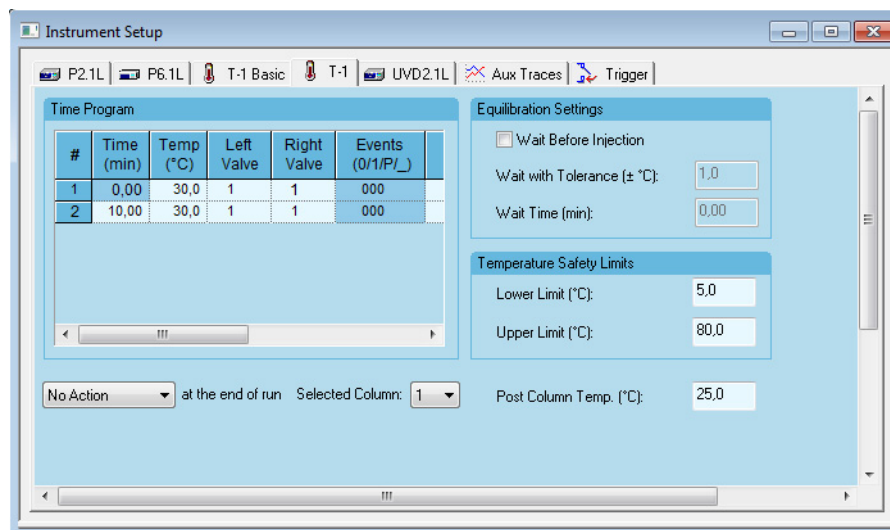 Instrument Setup
P2.1L P6.1L T-1 Basic T-1 UVD2.1L Aux Traces Trigger
Time Program
# Time (min) Temp (°C) Left Valve Right Valve Events (0/1/P/_)
1 0,00 30,0 1 1 000
2 10,00 30,0 1 1 000
Equilibration Settings
Wait Before Injection
Wait with Tolerance (± °C): 1,0
Wait Time (min): 0,00
Temperature Safety Limits
Lower Limit (°C): 5,0
Upper Limit (°C): 80,0
No Action at the end of run Selected Column: 1
Post Column Temp. (°C): 25,0